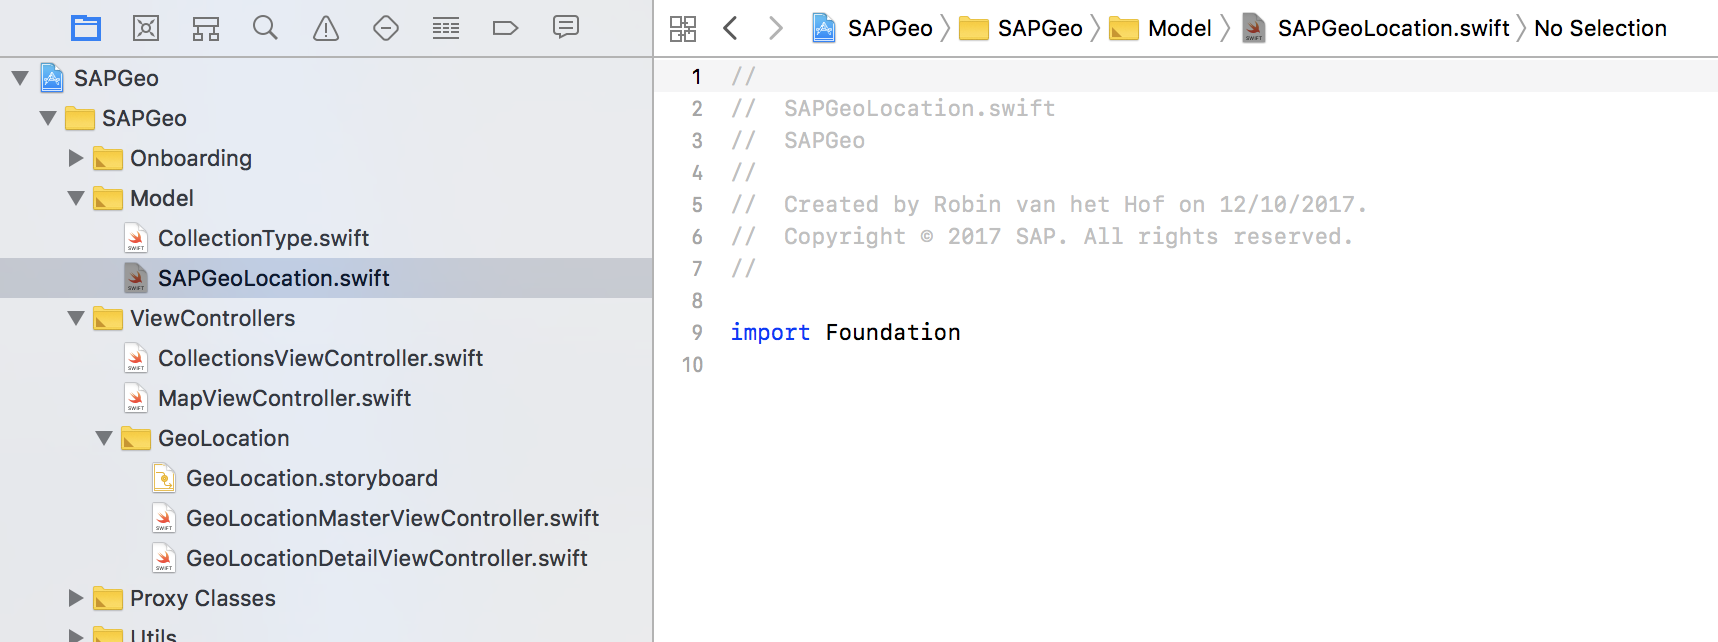 SAPGeo
SAPGeo
Onboarding
Model
CollectionType.swift
SAPGeoLocation.swift
ViewControllers
CollectionsViewController.swift
MapViewController.swift
GeoLocation
GeoLocation.storyboard
GeoLocationMasterViewController.swift
GeoLocationDetailViewController.swift
Proxy Classes
Utils
SAPGeo SAPGeo Model SAPGeoLocation.swift No Selection
1 //
2 // SAPGeoLocation.swift
3 // SAPGeo
4 //
5 // Created by Robin van het Hof on 12/10/2017.
6 // Copyright © 2017 SAP. All rights reserved.
7 //
8
9 import Foundation
10